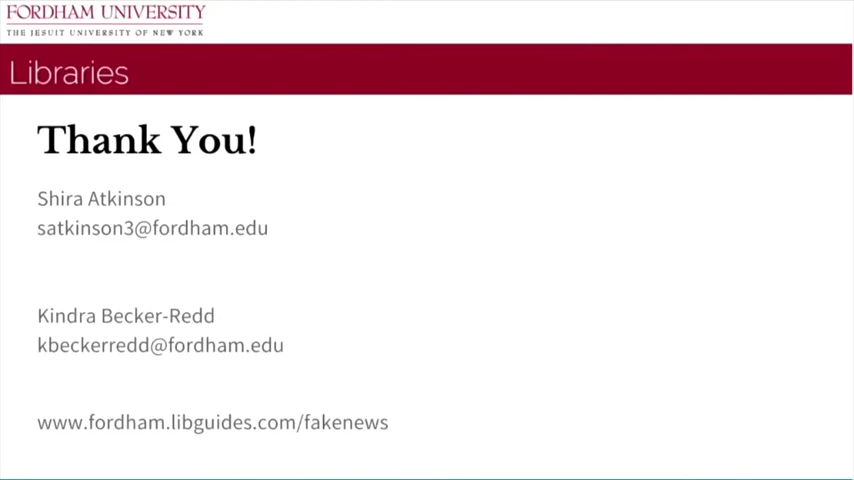 FORDHAM UNIVERSITY
THE JESUIT UNIVERSITY OF NEW YORK
Libraries
Thank You!
Shira Atkinson
satkinson3@fordham.edu
Kindra Becker-Redd
kbeckerredd@fordham.edu
www.fordham.libguides.com/fakenews